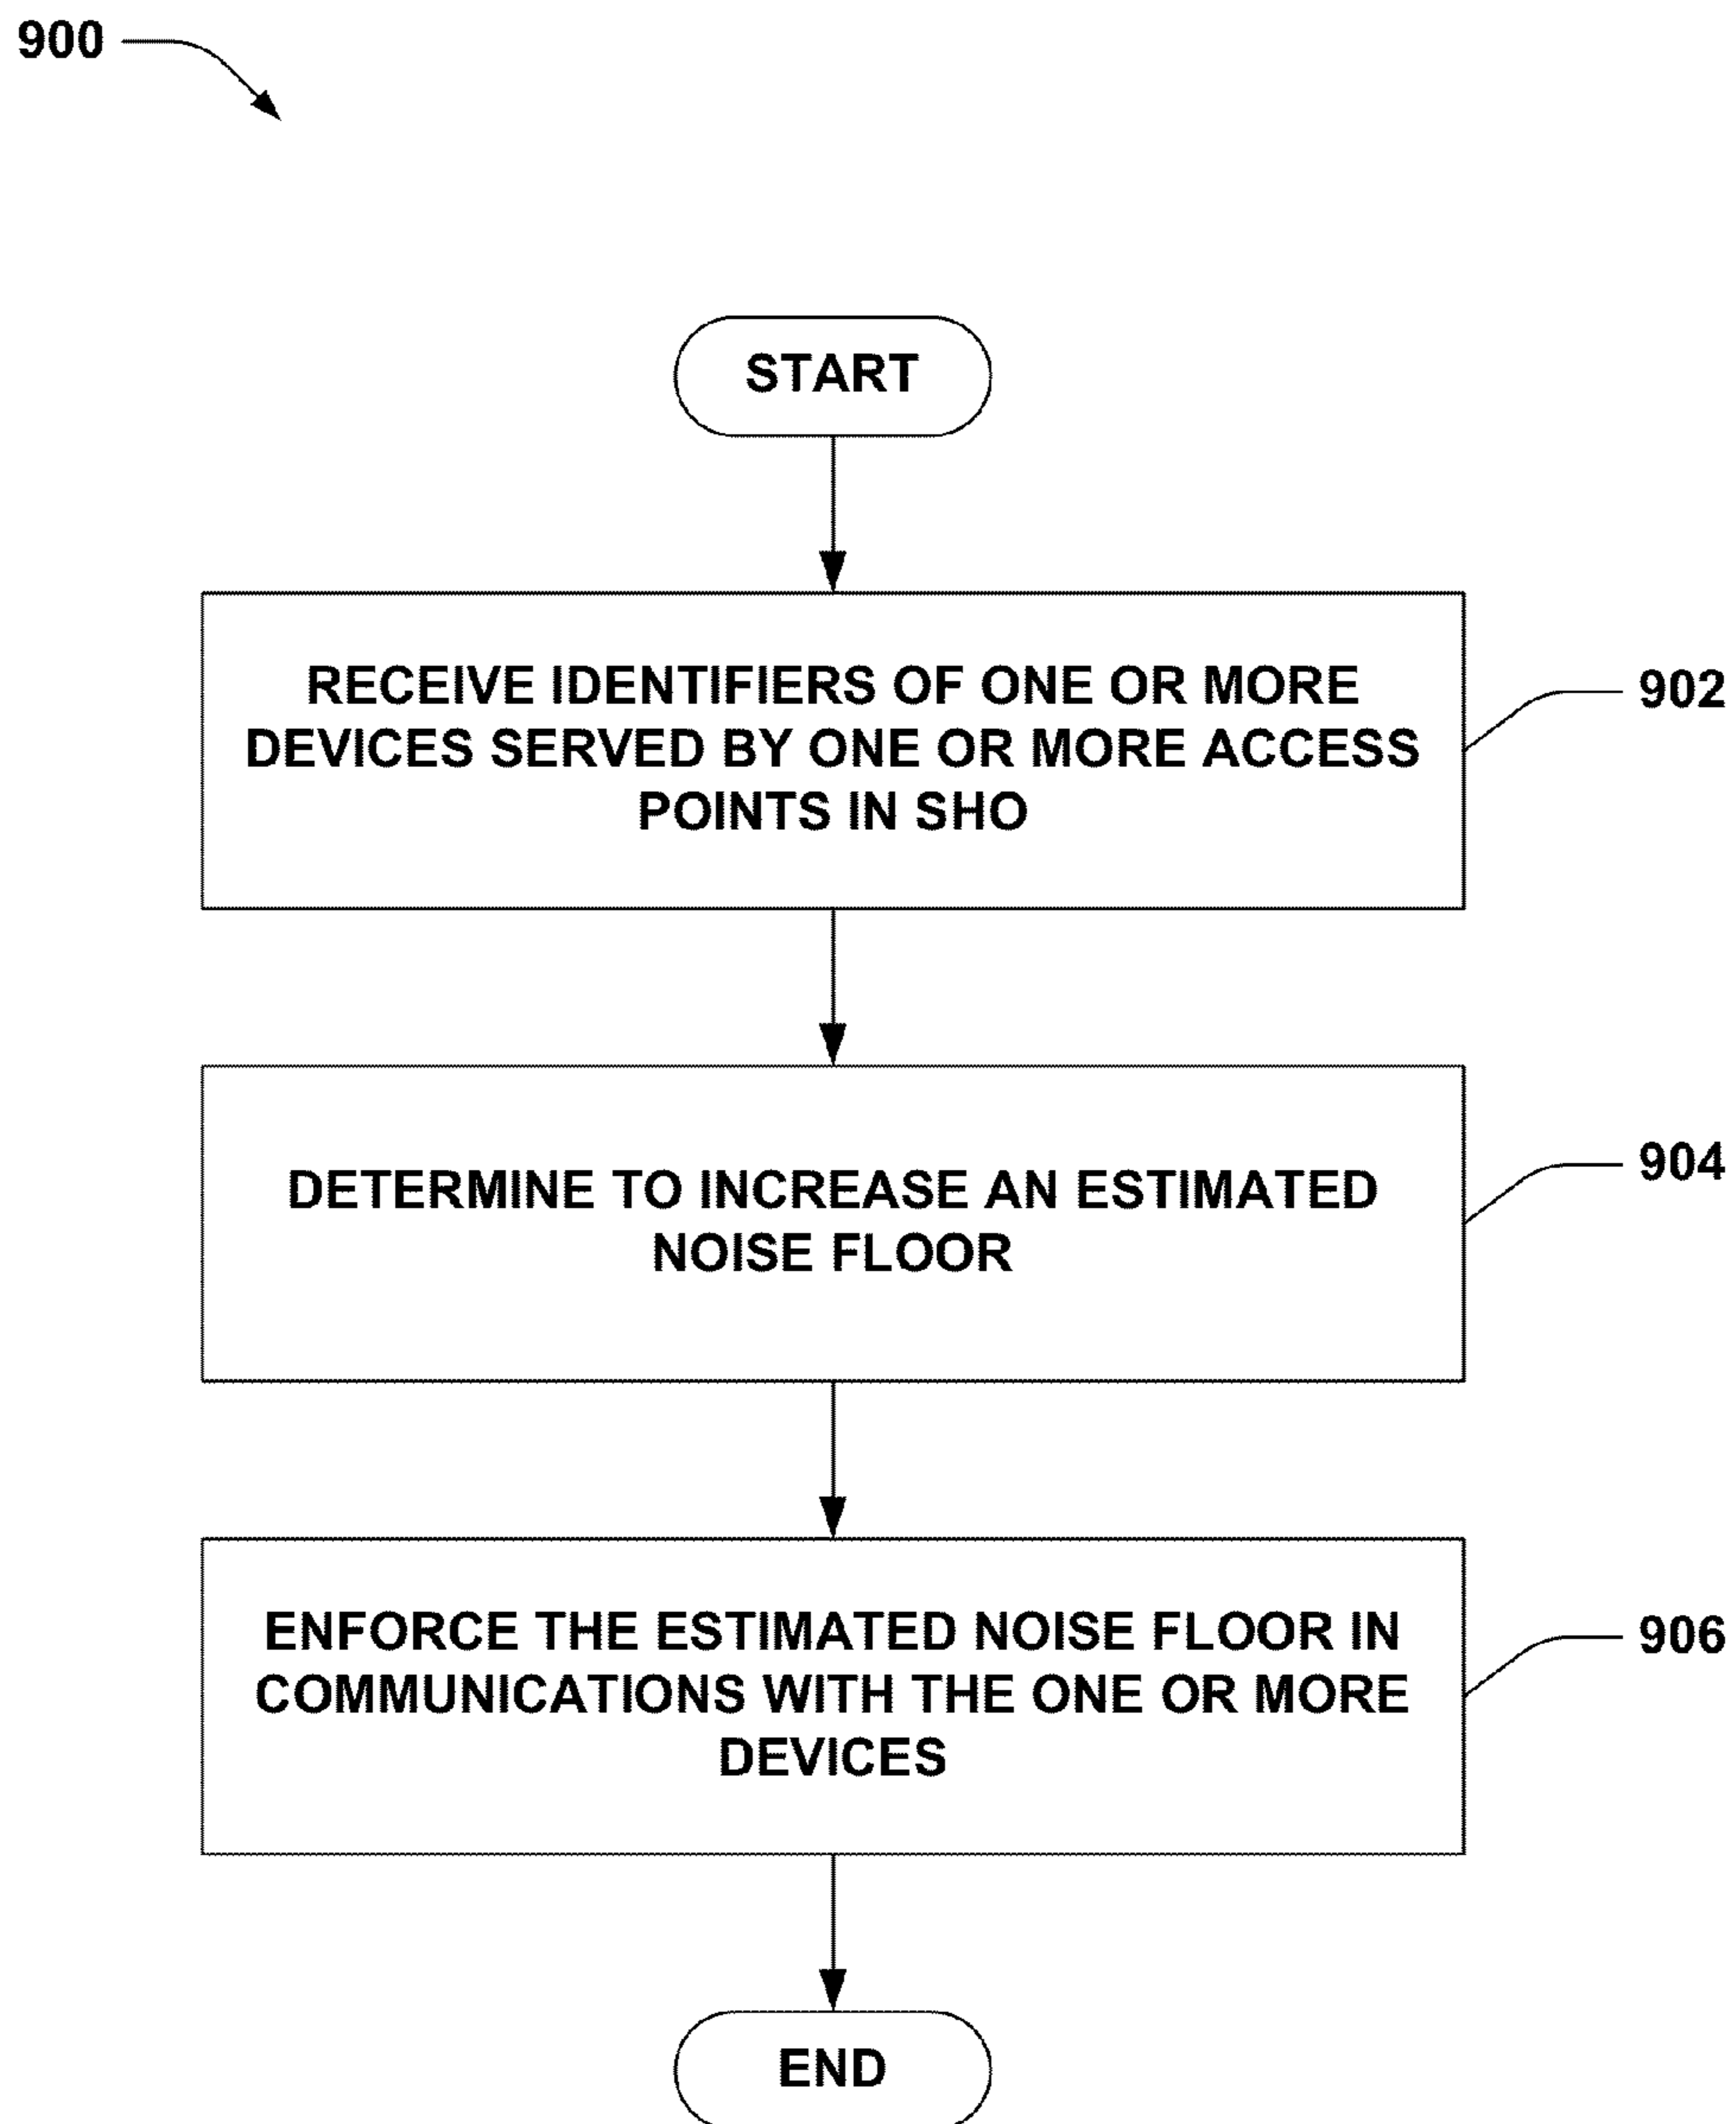 900
START
RECEIVE IDENTIFIERS OF ONE OR MORE
DEVICES SERVED BY ONE OR MORE ACCESS
POINTS IN SHO
902
DETERMINE TO INCREASE AN ESTIMATED
NOISE FLOOR
904
ENFORCE THE ESTIMATED NOISE FLOOR IN
COMMUNICATIONS WITH THE ONE OR MORE
DEVICES
906
END